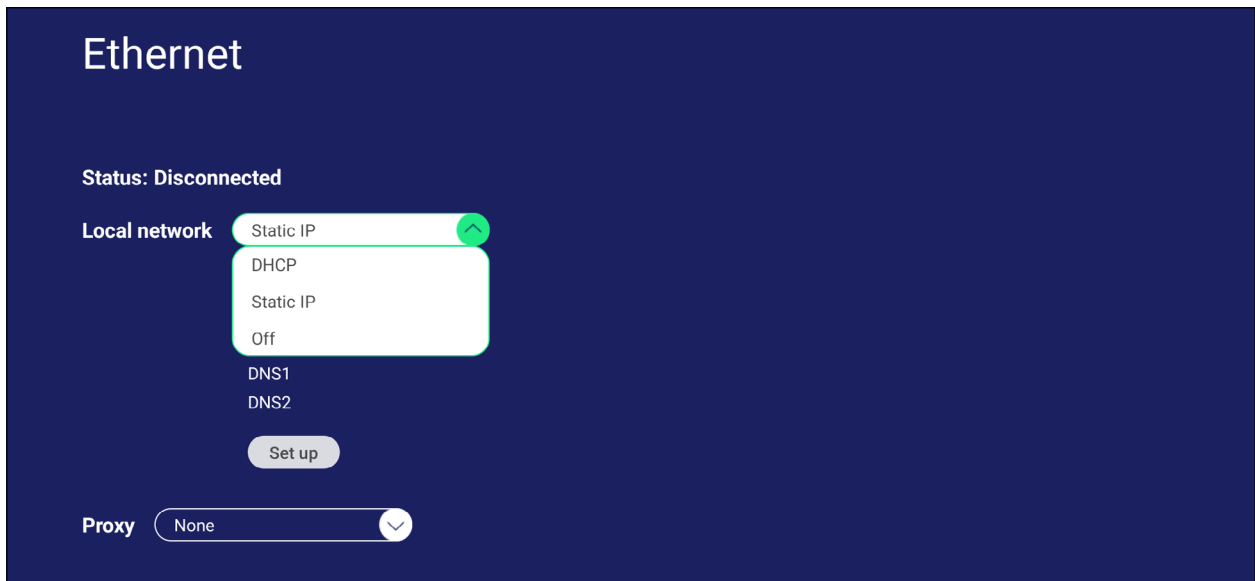 Ethernet
Status: Disconnected
Local network Static IP
DHCP
Static IP
Off
DNS1
DNS2
Set up
Proxy None